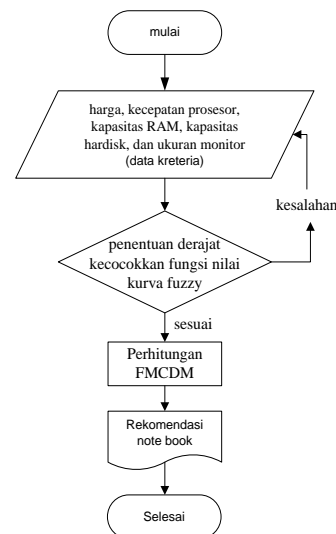 mulai
harga, kecepatan prosesor,
kapasitas RAM, kapasitas
hardisk, dan ukuran monitor
(data kreteria)
kesalahan
penentuan derajat
kecocokkan fungsi nilai
kurva fuzzy
sesuai
Perhitungan
FMCDM
Rekomendasi
note book
Selesai